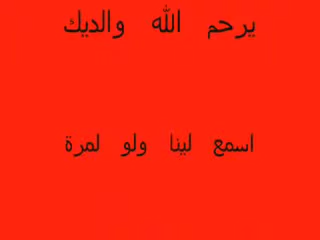 يرحم الله والديك
اسمع لينا ولو لمرة